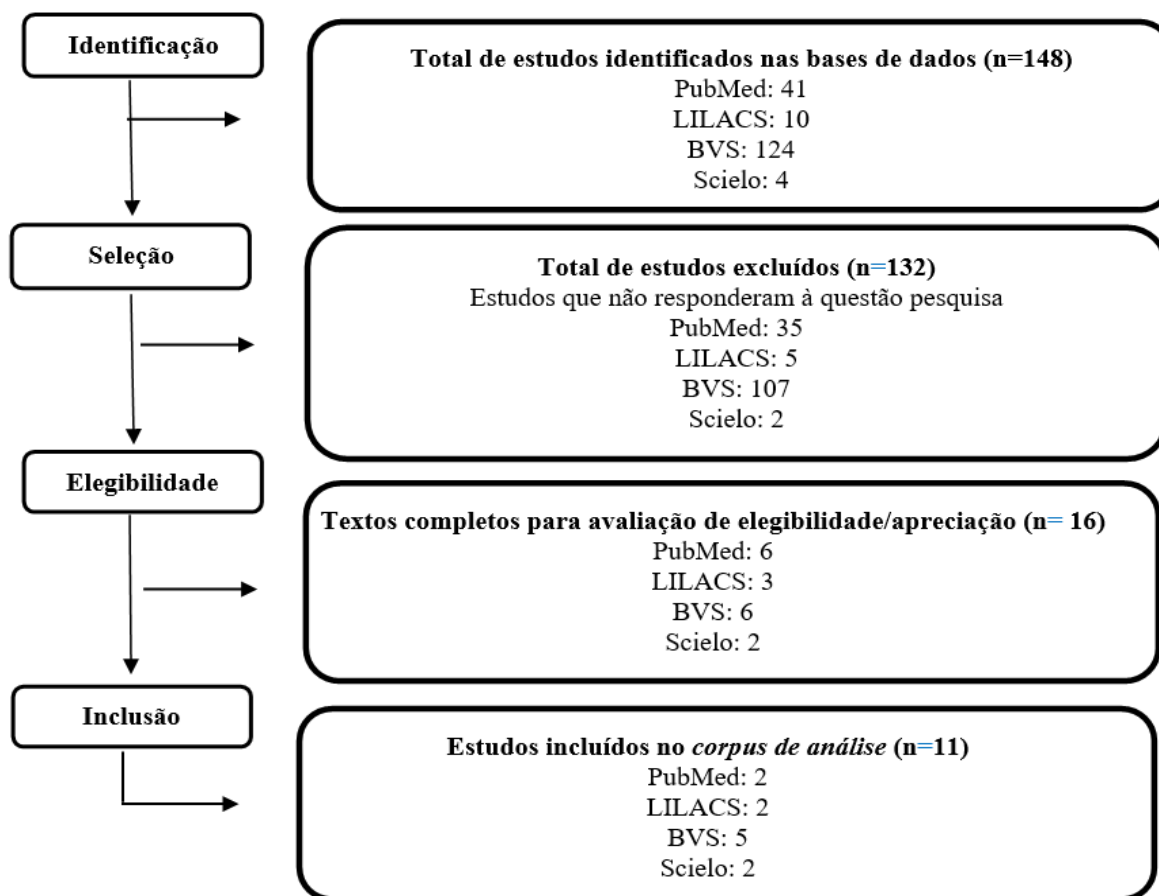 Identificação
Total de estudos identificados nas bases de dados (n=148)
PubMed: 41
LILACS: 10
BVS: 124
Scielo: 4
Seleção
Total de estudos excluídos (n=132)
Estudos que não responderam à questão pesquisa
PubMed: 35
LILACS: 5
BVS: 107
Scielo: 2
Elegibilidade
Textos completos para avaliação de elegibilidade/apreciação (n= 16)
PubMed: 6
LILACS: 3
BVS: 6
Scielo: 2
Inclusão
Estudos incluídos no corpus de análise (n=11)
PubMed: 2
LILACS: 2
BVS: 5
Scielo: 2